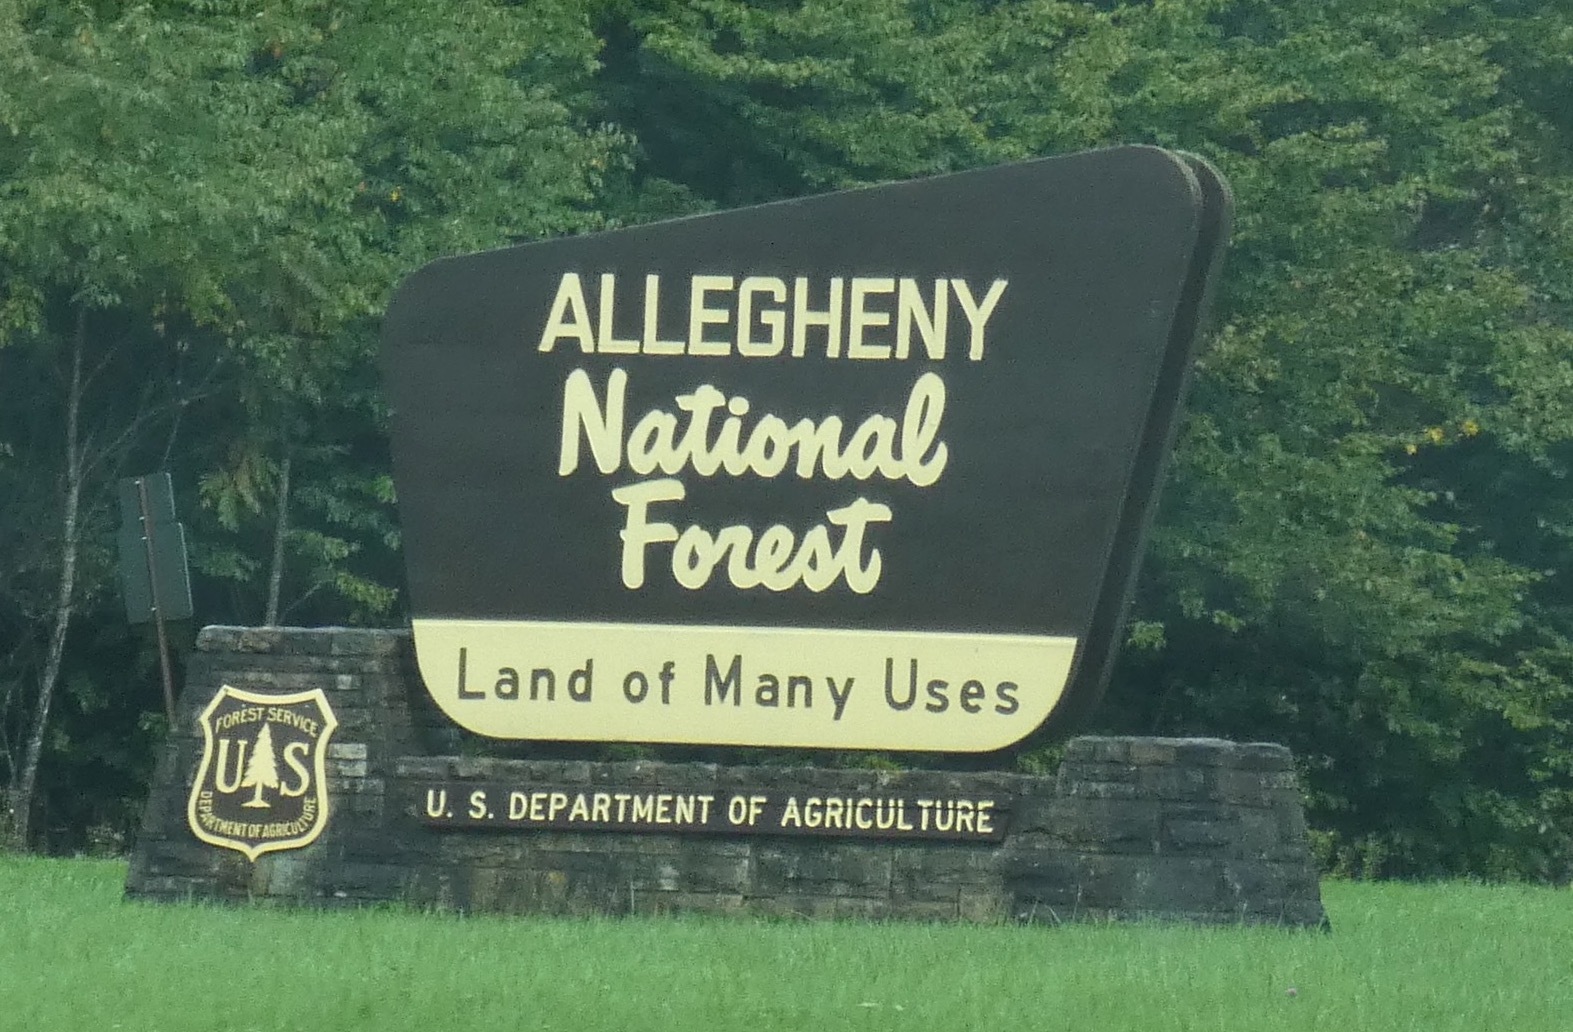 ALLEGHENY
National
Forest
Land of Many Uses
FOREST SERVICE
U S
DEPARTMENT OF AGRICULTURE
U. S. DEPARTMENT OF AGRICULTURE